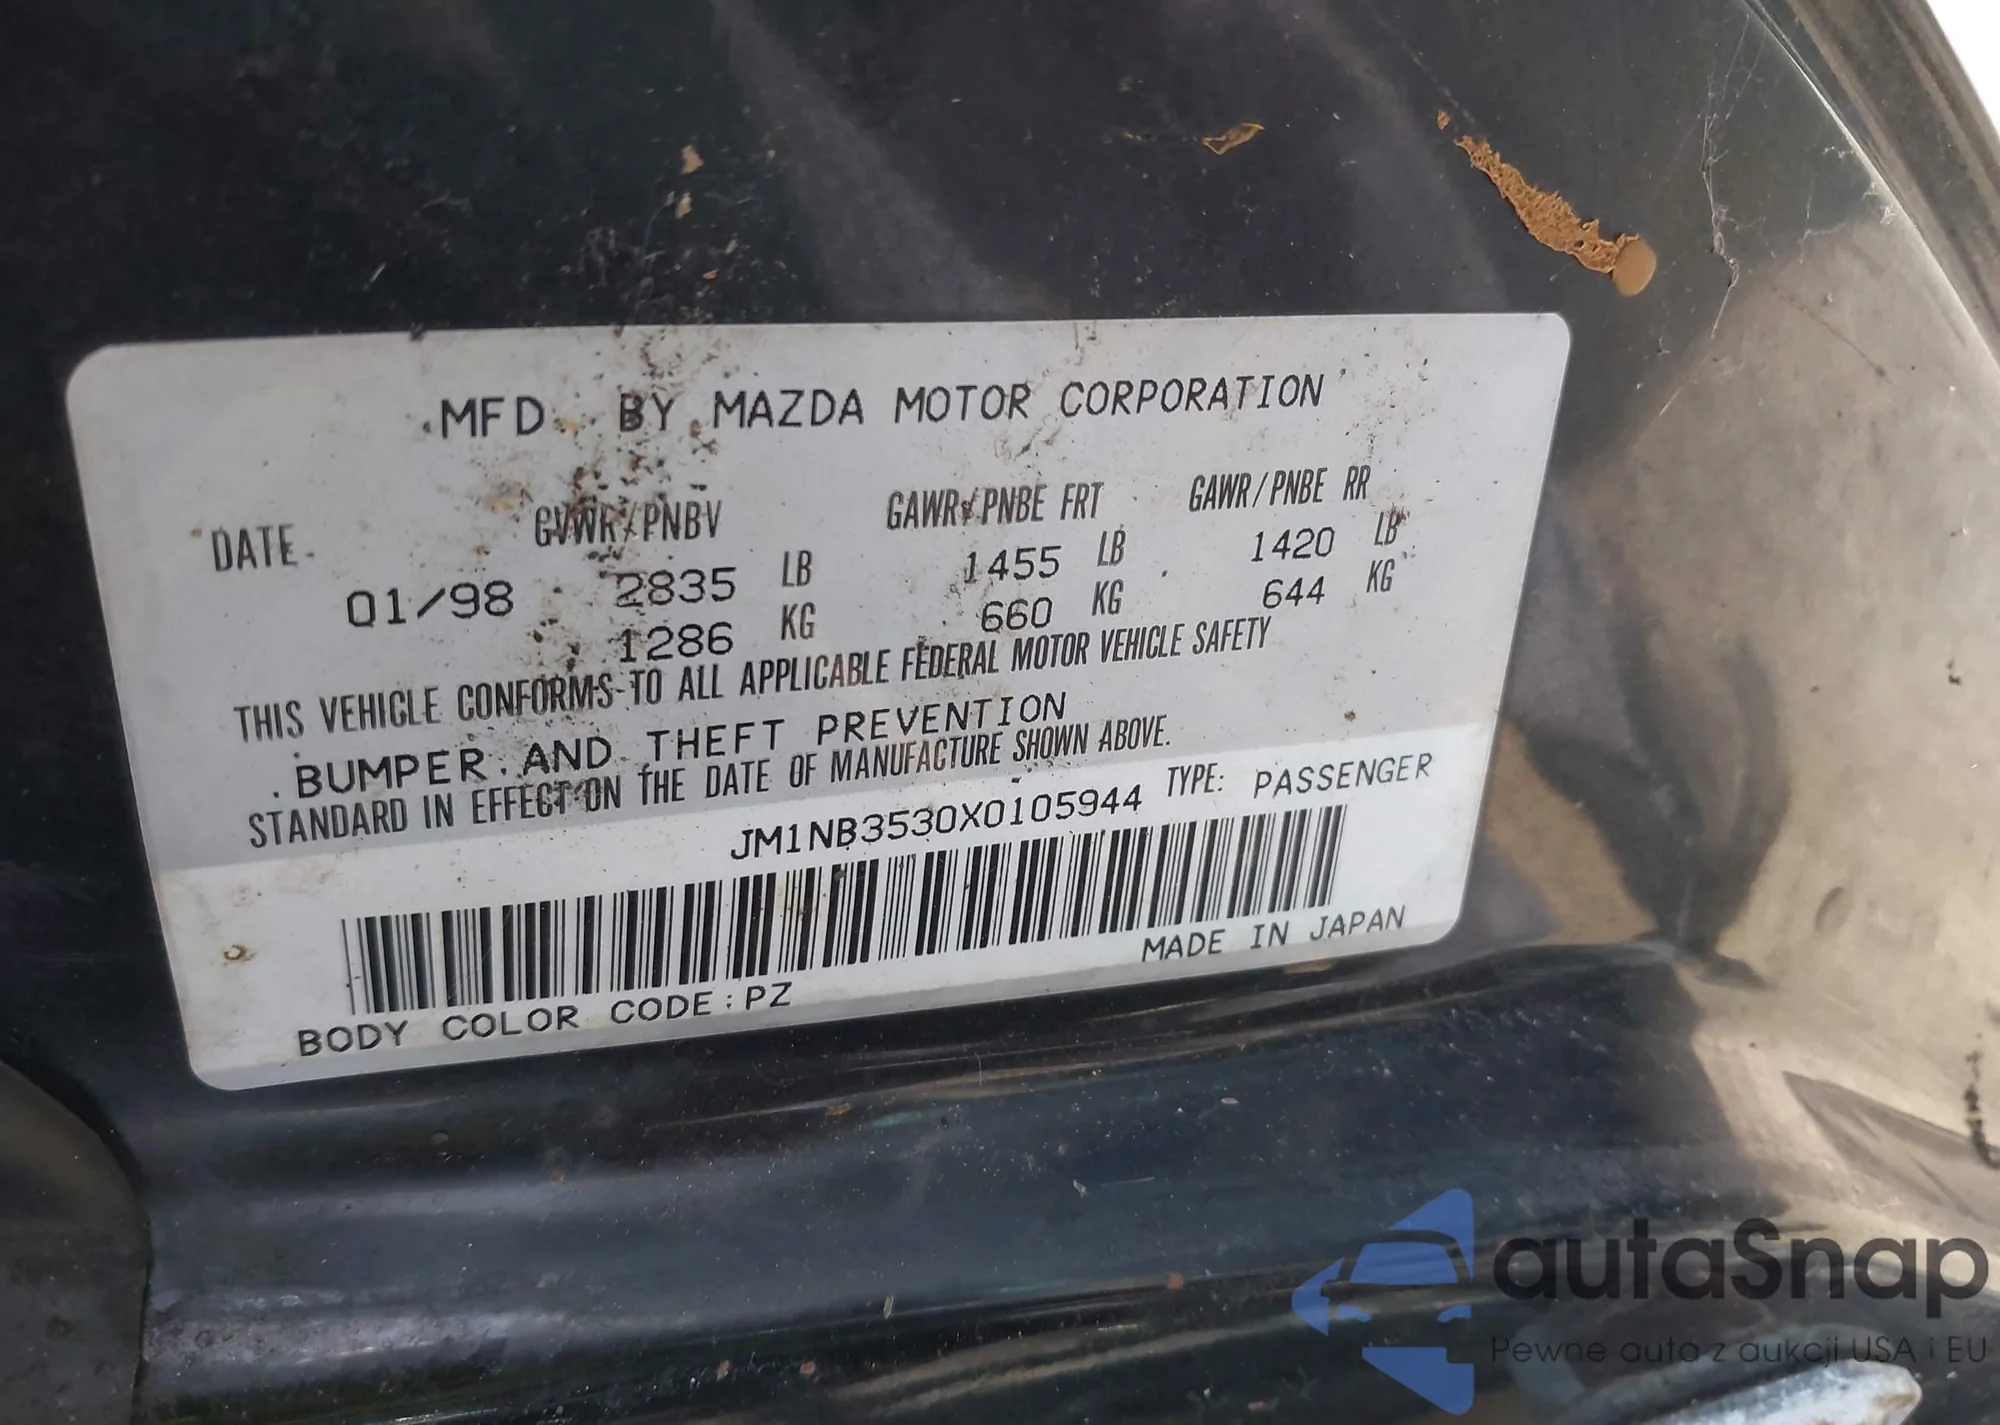 MFD. BY MAZDA MOTOR CORPORATION
DATE GVWR/PNBV GAWR/PNBE FRT GAWR/PNBE RR
01/98 2835 LB 1455 LB 1420 LB
1286 KG 660 KG 644 KG
THIS VEHICLE CONFORMS TO ALL APPLICABLE FEDERAL MOTOR VEHICLE SAFETY
BUMPER, AND THEFT PREVENTION
STANDARD IN EFFECT ON THE DATE OF MANUFACTURE SHOWN ABOVE.
JM1NB3530X0105944 TYPE: PASSENGER
MADE IN JAPAN
BODY COLOR CODE:PZ
autaSnap
Pewne auta z aukcji USA i EU